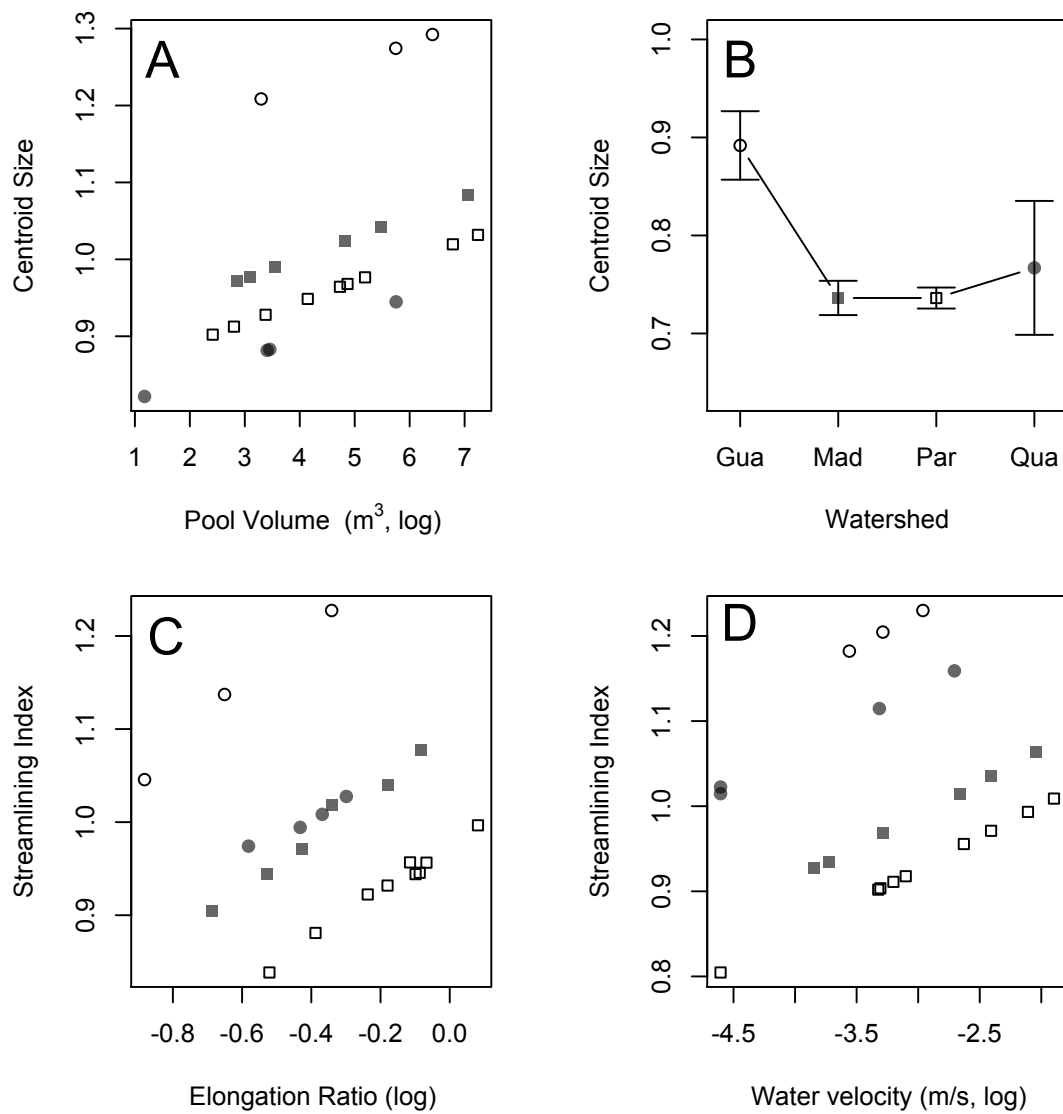 A
Centroid Size
1.3
1.2
1.1
1.0
0.9
1 2 3 4 5 6 7
Pool Volume (m³, log)
B
Centroid Size
1.0
0.9
0.8
0.7
Gua Mad Par Qua
Watershed
C
Streamlining Index
1.2
1.1
1.0
0.9
-0.8 -0.6 -0.4 -0.2 0.0
Elongation Ratio (log)
D
Streamlining Index
1.2
1.1
1.0
0.9
0.8
-4.5 -3.5 -2.5
Water velocity (m/s, log)